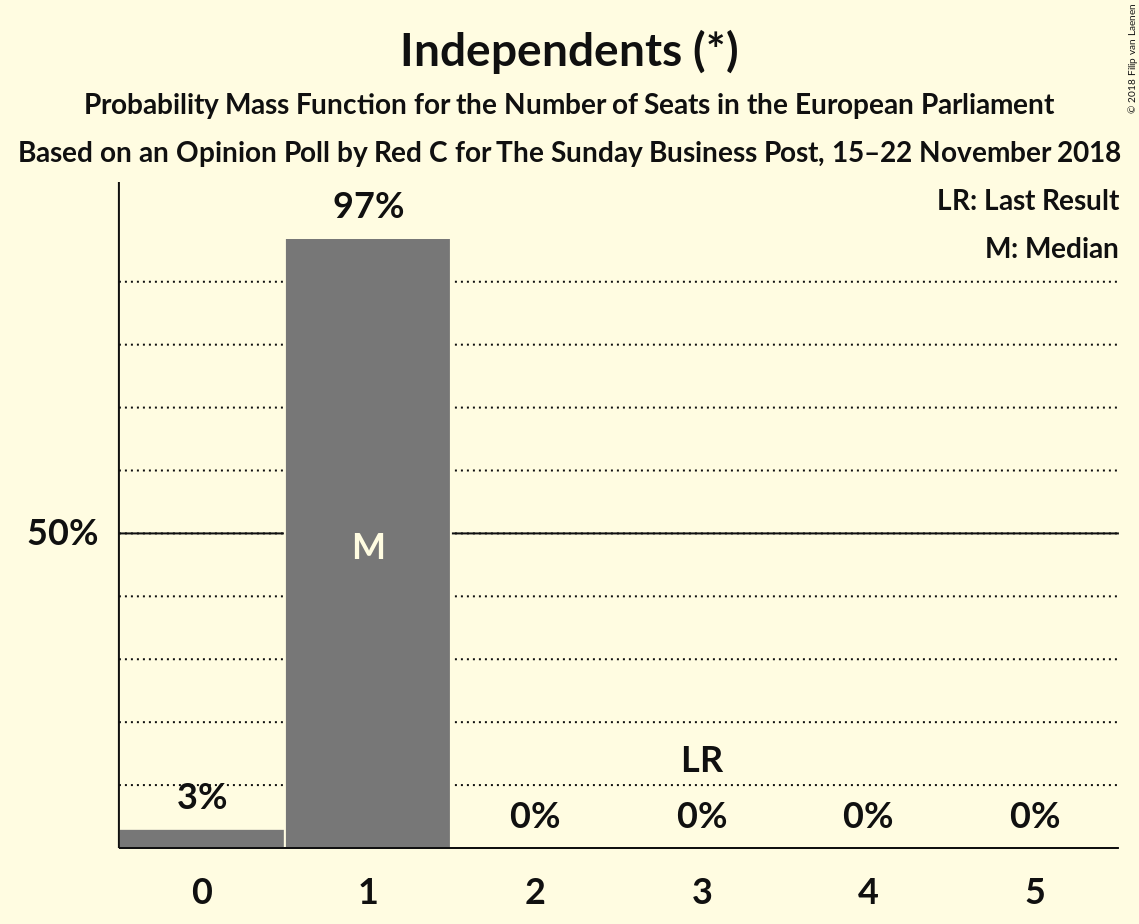 Independents (*)
Probability Mass Function for the Number of Seats in the European Parliament
Based on an Opinion Poll by Red C for The Sunday Business Post, 15–22 November 2018
© 2018 Filip van Laenen
LR: Last Result
M: Median
97%
50%
M
LR
3%
0%
0%
0%
0%
0
1
2
3
4
5